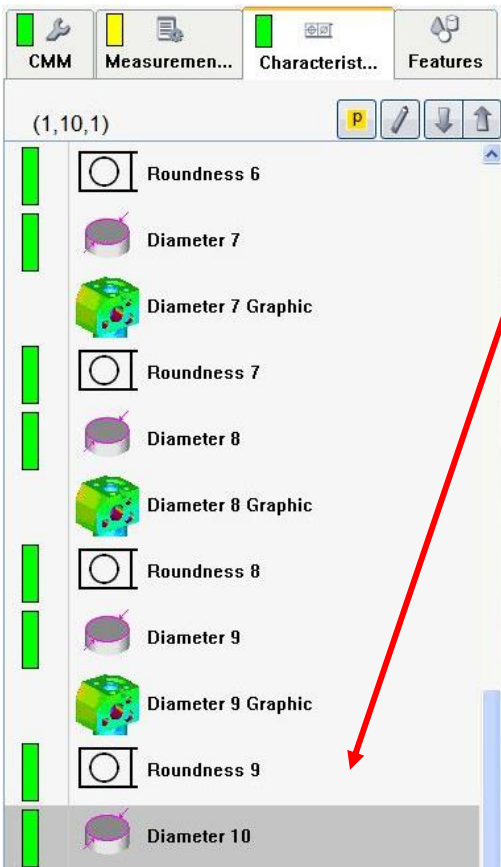 CMM
Measuremen...
Characterist...
Features
(1,10,1)
P
Roundness 6
Diameter 7
Diameter 7 Graphic
Roundness 7
Diameter 8
Diameter 8 Graphic
Roundness 8
Diameter 9
Diameter 9 Graphic
Roundness 9
Diameter 10